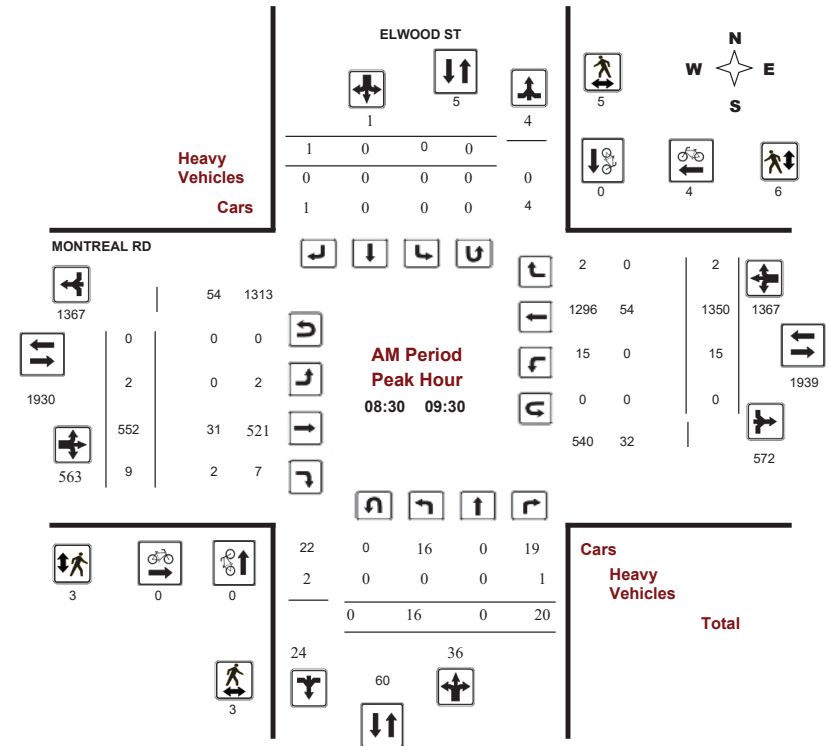 ELWOOD ST
N
W E
S
5
5
1 4
1 0 0 0
Heavy
Vehicles
0 0 0 0 0
Cars
1 0 0 0 4
0 4 6
MONTREAL RD
1367
54 1313
0 0 0
2 0 2
552 31 521
9 2 7
1930
563
AM Period
Peak Hour
08:30 09:30
2 0 2
1296 54 1350 1367
15 0 15
0 0 0
540 32
1939
572
3 0 0
3
22 0 16 0 19 Cars
2 0 0 0 1 Heavy
Vehicles
0 16 0 20 Total
24 36
60